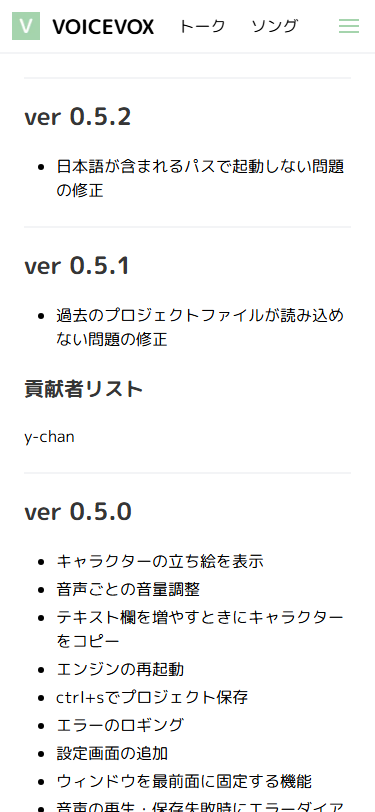 V VOICEVOX トーク ソング
ver 0.5.2
日本語が含まれるパスで起動しない問題
の修正
ver 0.5.1
過去のプロジェクトファイルが読み込め
ない問題の修正
貢献者リスト
y-chan
ver 0.5.0
キャラクターの立ち絵を表示
音声ごとの音量調整
テキスト欄を増やすときにキャラクター
をコピー
エンジンの再起動
ctrl+sでプロジェクト保存
エラーのロギング
設定画面の追加
ウィンドウを最前面に固定する機能
音声の再生・保存失敗時にエラーダイア